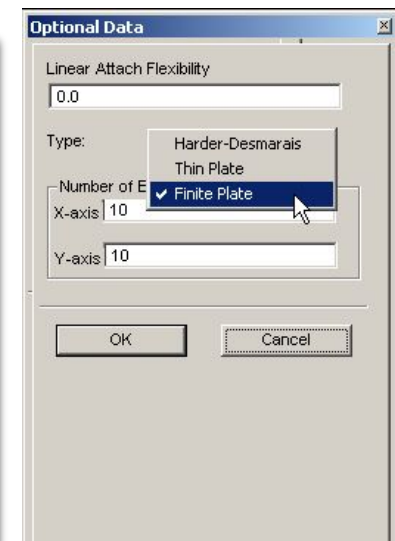 Optional Data
Linear Attach Flexibility
0.0
Type:
Harder-Desmarais
Thin Plate
✔ Finite Plate
Number of E
X-axis 10
Y-axis 10
OK
Cancel